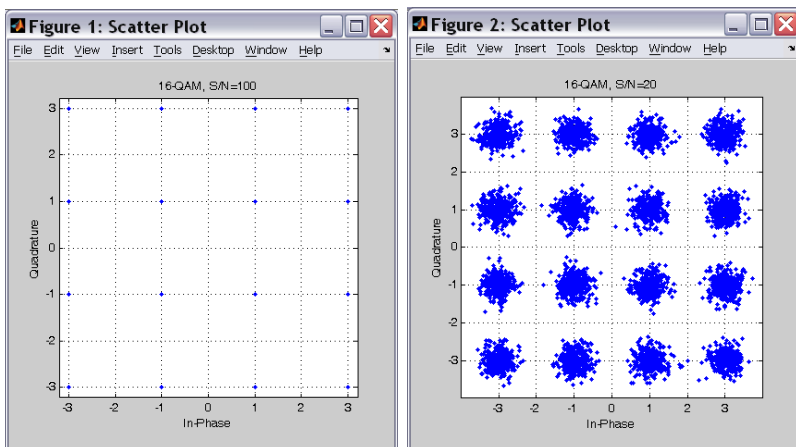 Figure 1: Scatter Plot
File Edit View Insert Tools Desktop Window Help
16-QAM, S/N=100
3
2
1
0
-1
-2
-3
Quadrature
-3 -2 -1 0 1 2 3
In-Phase
Figure 2: Scatter Plot
File Edit View Insert Tools Desktop Window Help
16-QAM, S/N=20
3
2
1
0
-1
-2
-3
Quadrature
-3 -2 -1 0 1 2 3
In-Phase